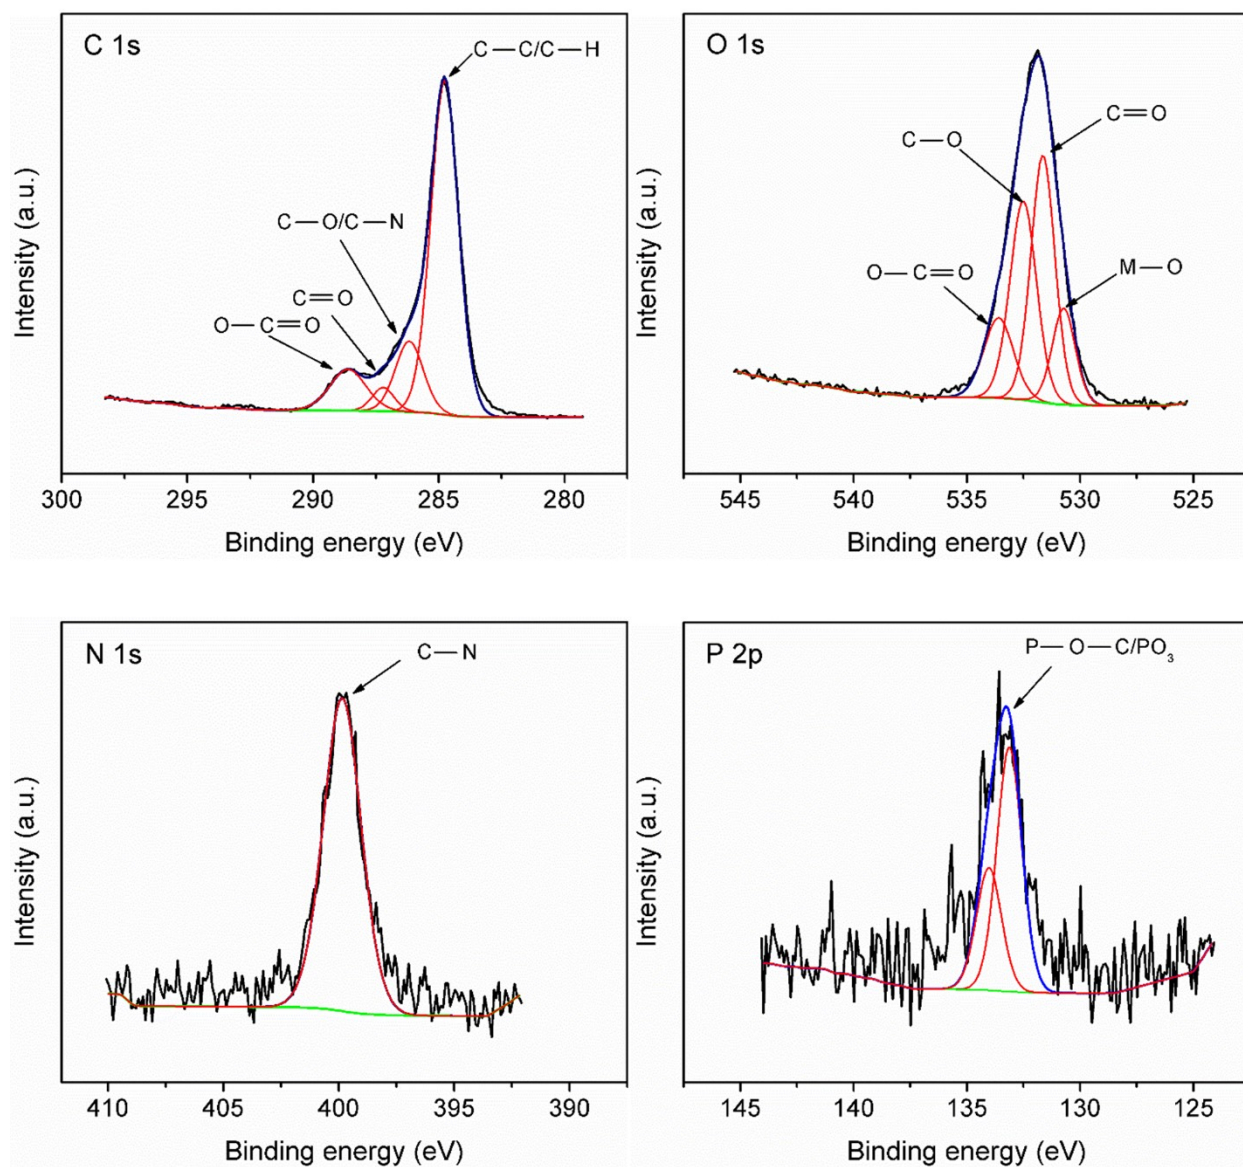 C 1s
C—C/C—H
C—O/C—N
C=O
O—C=O
Intensity (a.u.)
300 295 290 285 280
Binding energy (eV)
O 1s
C=O
C—O
O—C=O
M—O
Intensity (a.u.)
545 540 535 530 525
Binding energy (eV)
N 1s
C—N
Intensity (a.u.)
410 405 400 395 390
Binding energy (eV)
P 2p
P—O—C/PO₃
Intensity (a.u.)
145 140 135 130 125
Binding energy (eV)